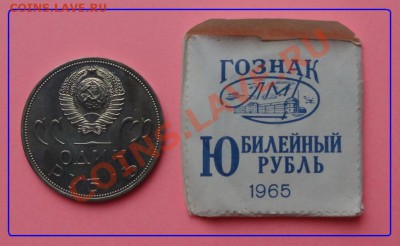 COINS.LAVE.RU
ГОЗНАК
ЛМ
ЮБИЛЕЙНЫЙ
РУБЛЬ
1965
ОДИН
COINS.LAVE.RU